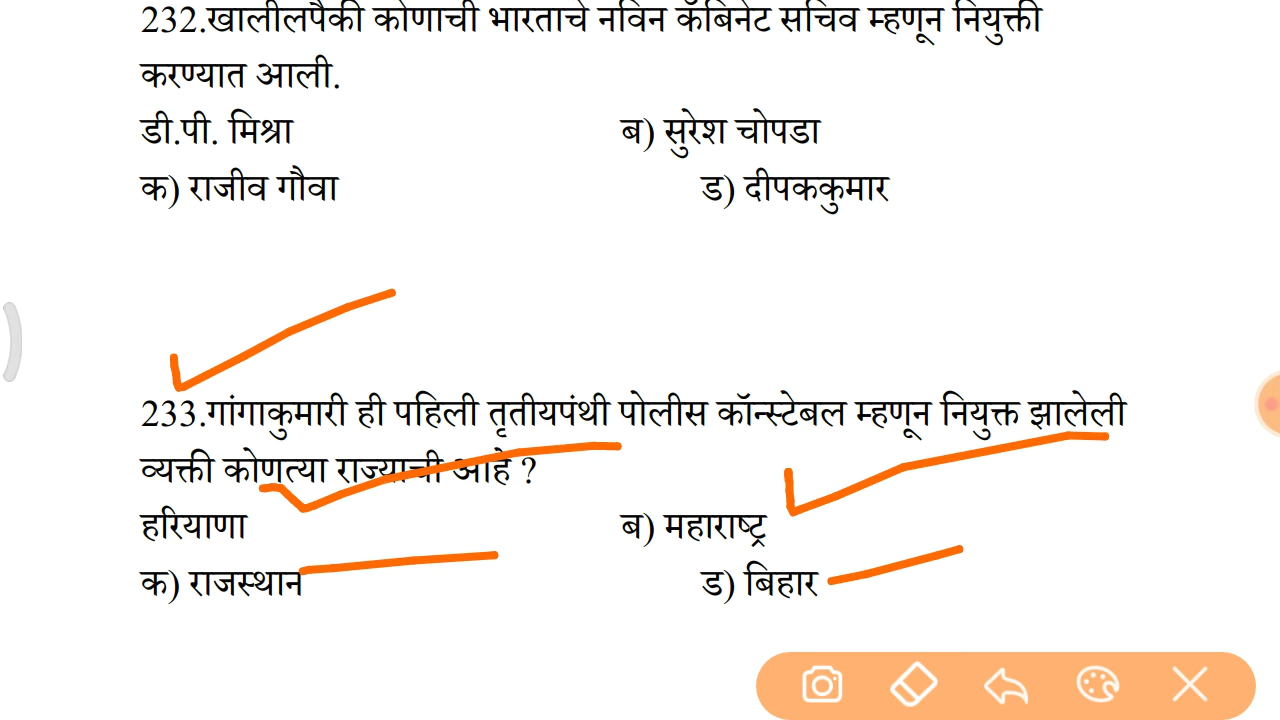 232.खालीलपैकी कोणाची भारताचे नविन कॅबिनेट सचिव म्हणून नियुक्ती
करण्यात आली.
डी.पी. मिश्रा ब) सुरेश चोपडा
क) राजीव गौवा ड) दीपककुमार
233.गांगाकुमारी ही पहिली तृतीयपंथी पोलीस कॉन्स्टेबल म्हणून नियुक्त झालेली
व्यक्ती कोणत्या राज्याची आहे ?
हरियाणा ब) महाराष्ट्र
क) राजस्थान ड) बिहार